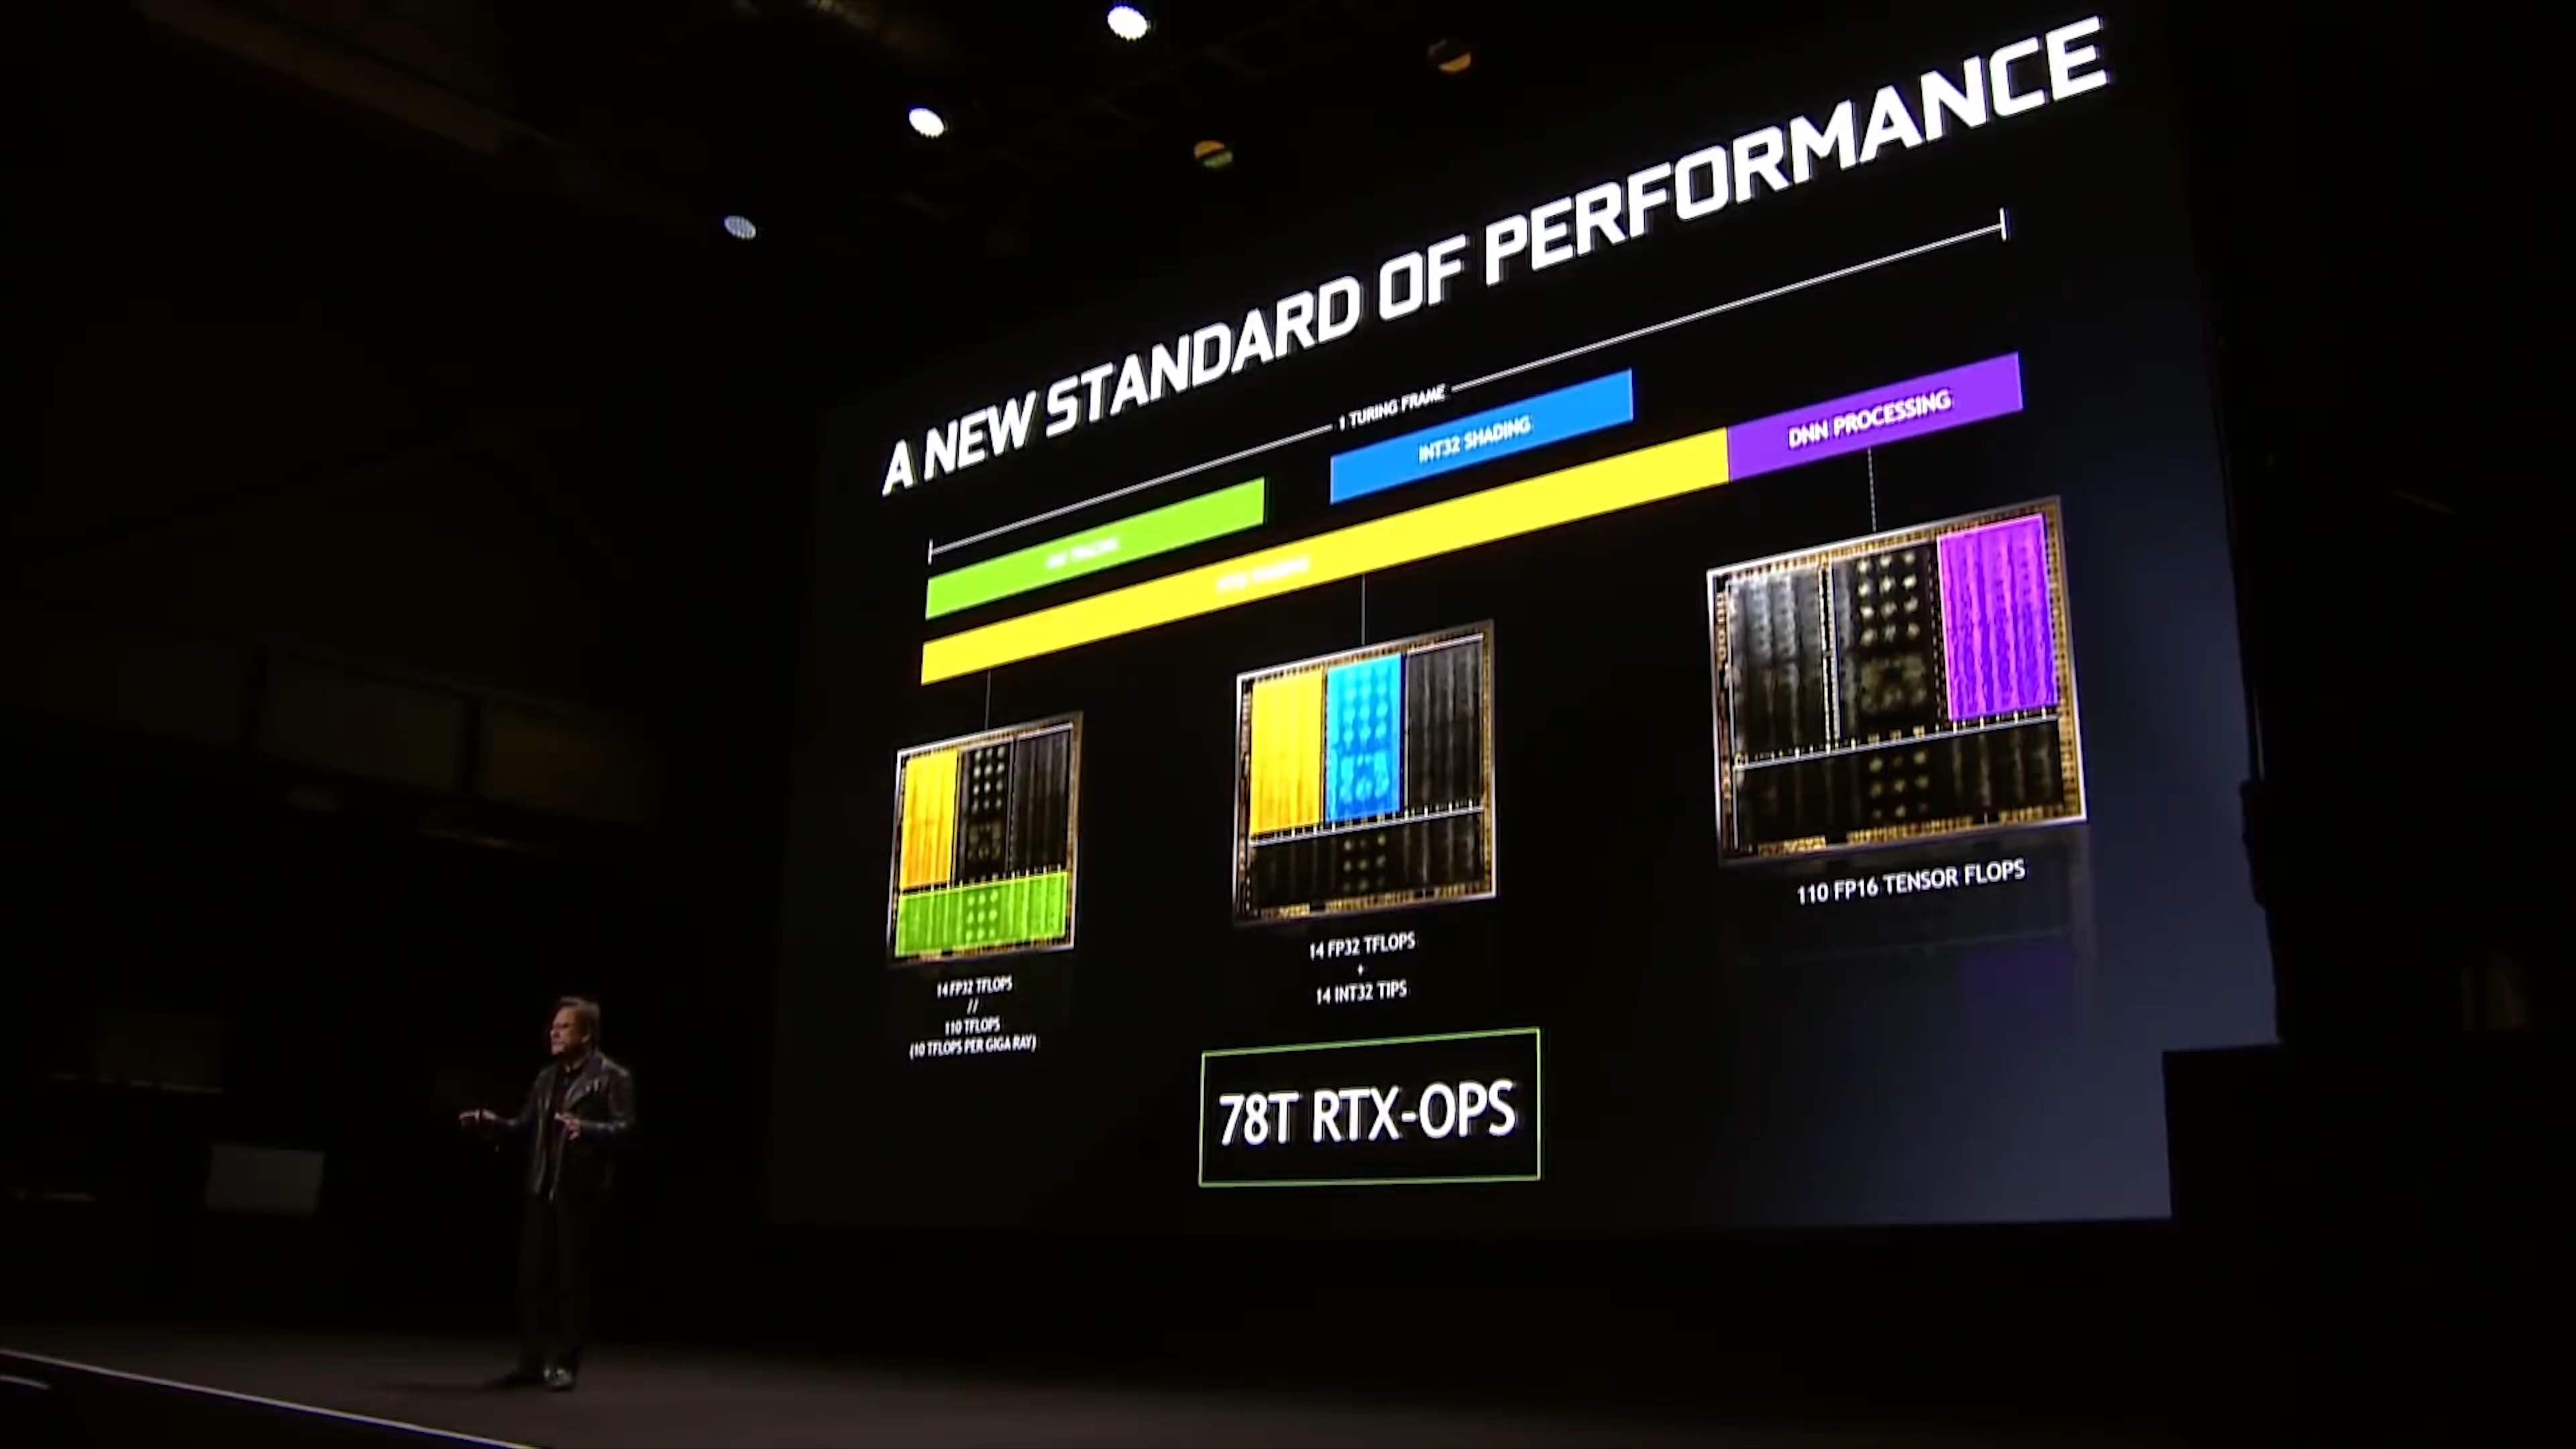 A NEW STANDARD OF PERFORMANCE
1 TURING FRAME
INT32 SHADING
DNN PROCESSING
14 FP32 TFLOPS
//
110 TFLOPS
(10 TFLOPS PER GIGA RAY)
14 FP32 TFLOPS
+
14 INT32 TIPS
110 FP16 TENSOR FLOPS
78T RTX-OPS